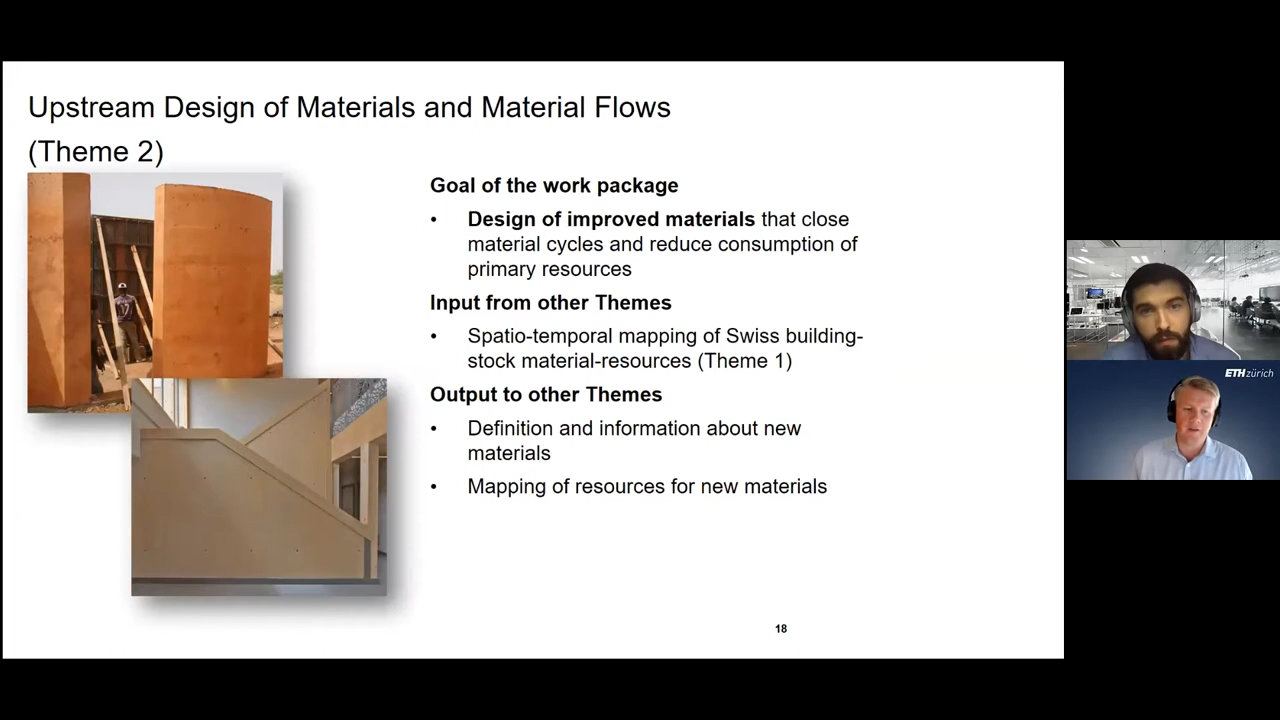 Upstream Design of Materials and Material Flows
(Theme 2)
Goal of the work package
• Design of improved materials that close
material cycles and reduce consumption of
primary resources
Input from other Themes
• Spatio-temporal mapping of Swiss building-
stock material-resources (Theme 1)
Output to other Themes
• Definition and information about new
materials
• Mapping of resources for new materials
18
ETH zürich